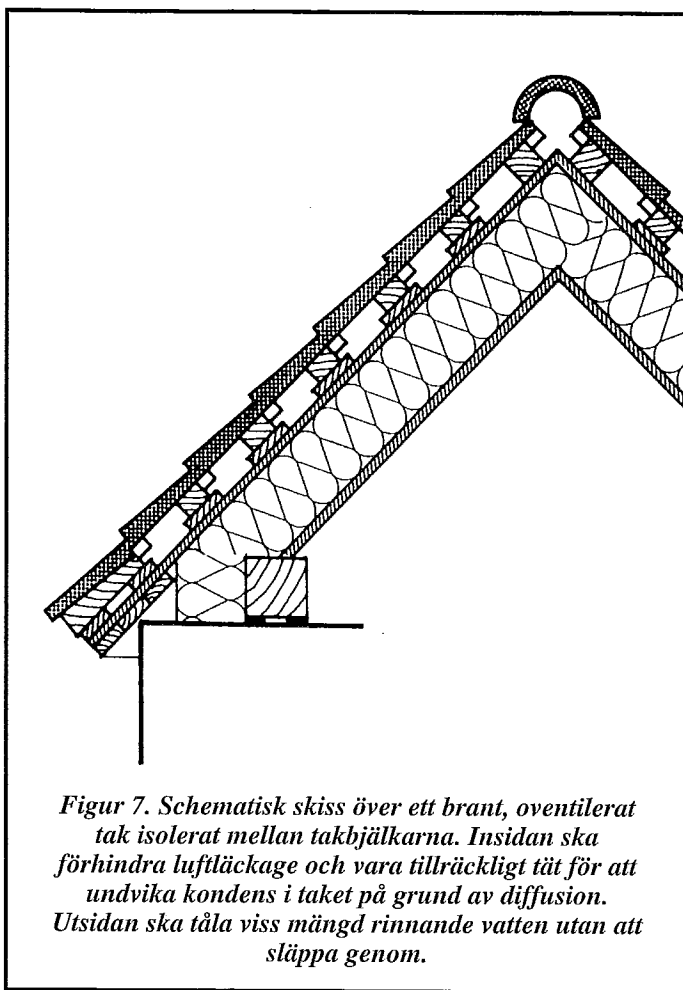 Figur 7. Schematisk skiss över ett brant, oventilerat
tak isolerat mellan takbjälkarna. Insidan ska
förhindra luftläckage och vara tillräckligt tät för att
undvika kondens i taket på grund av diffusion.
Utsidan ska tåla viss mängd rinnande vatten utan att
släppa genom.